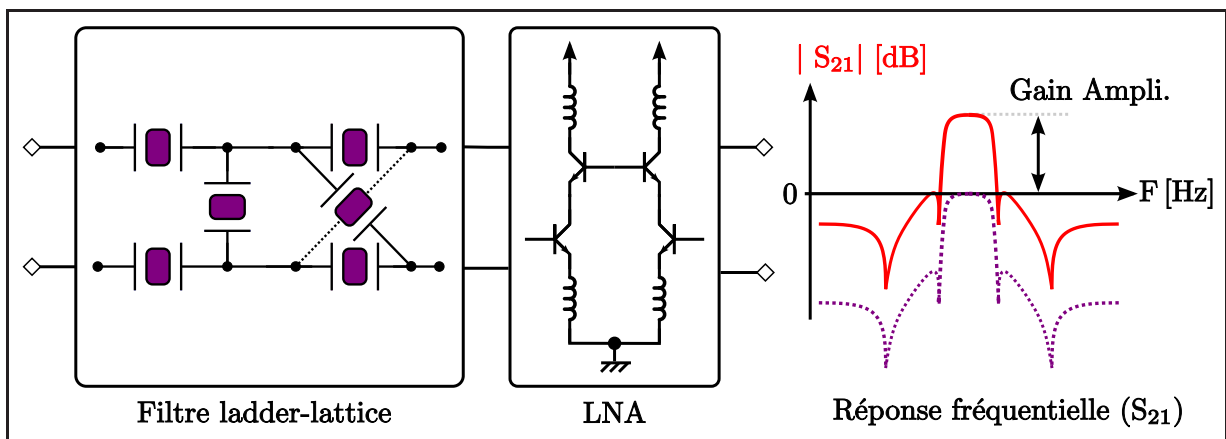 | S21| [dB]
Gain Ampli.
0
F [Hz]
Filtre ladder-lattice
LNA
Réponse fréquentielle (S21)